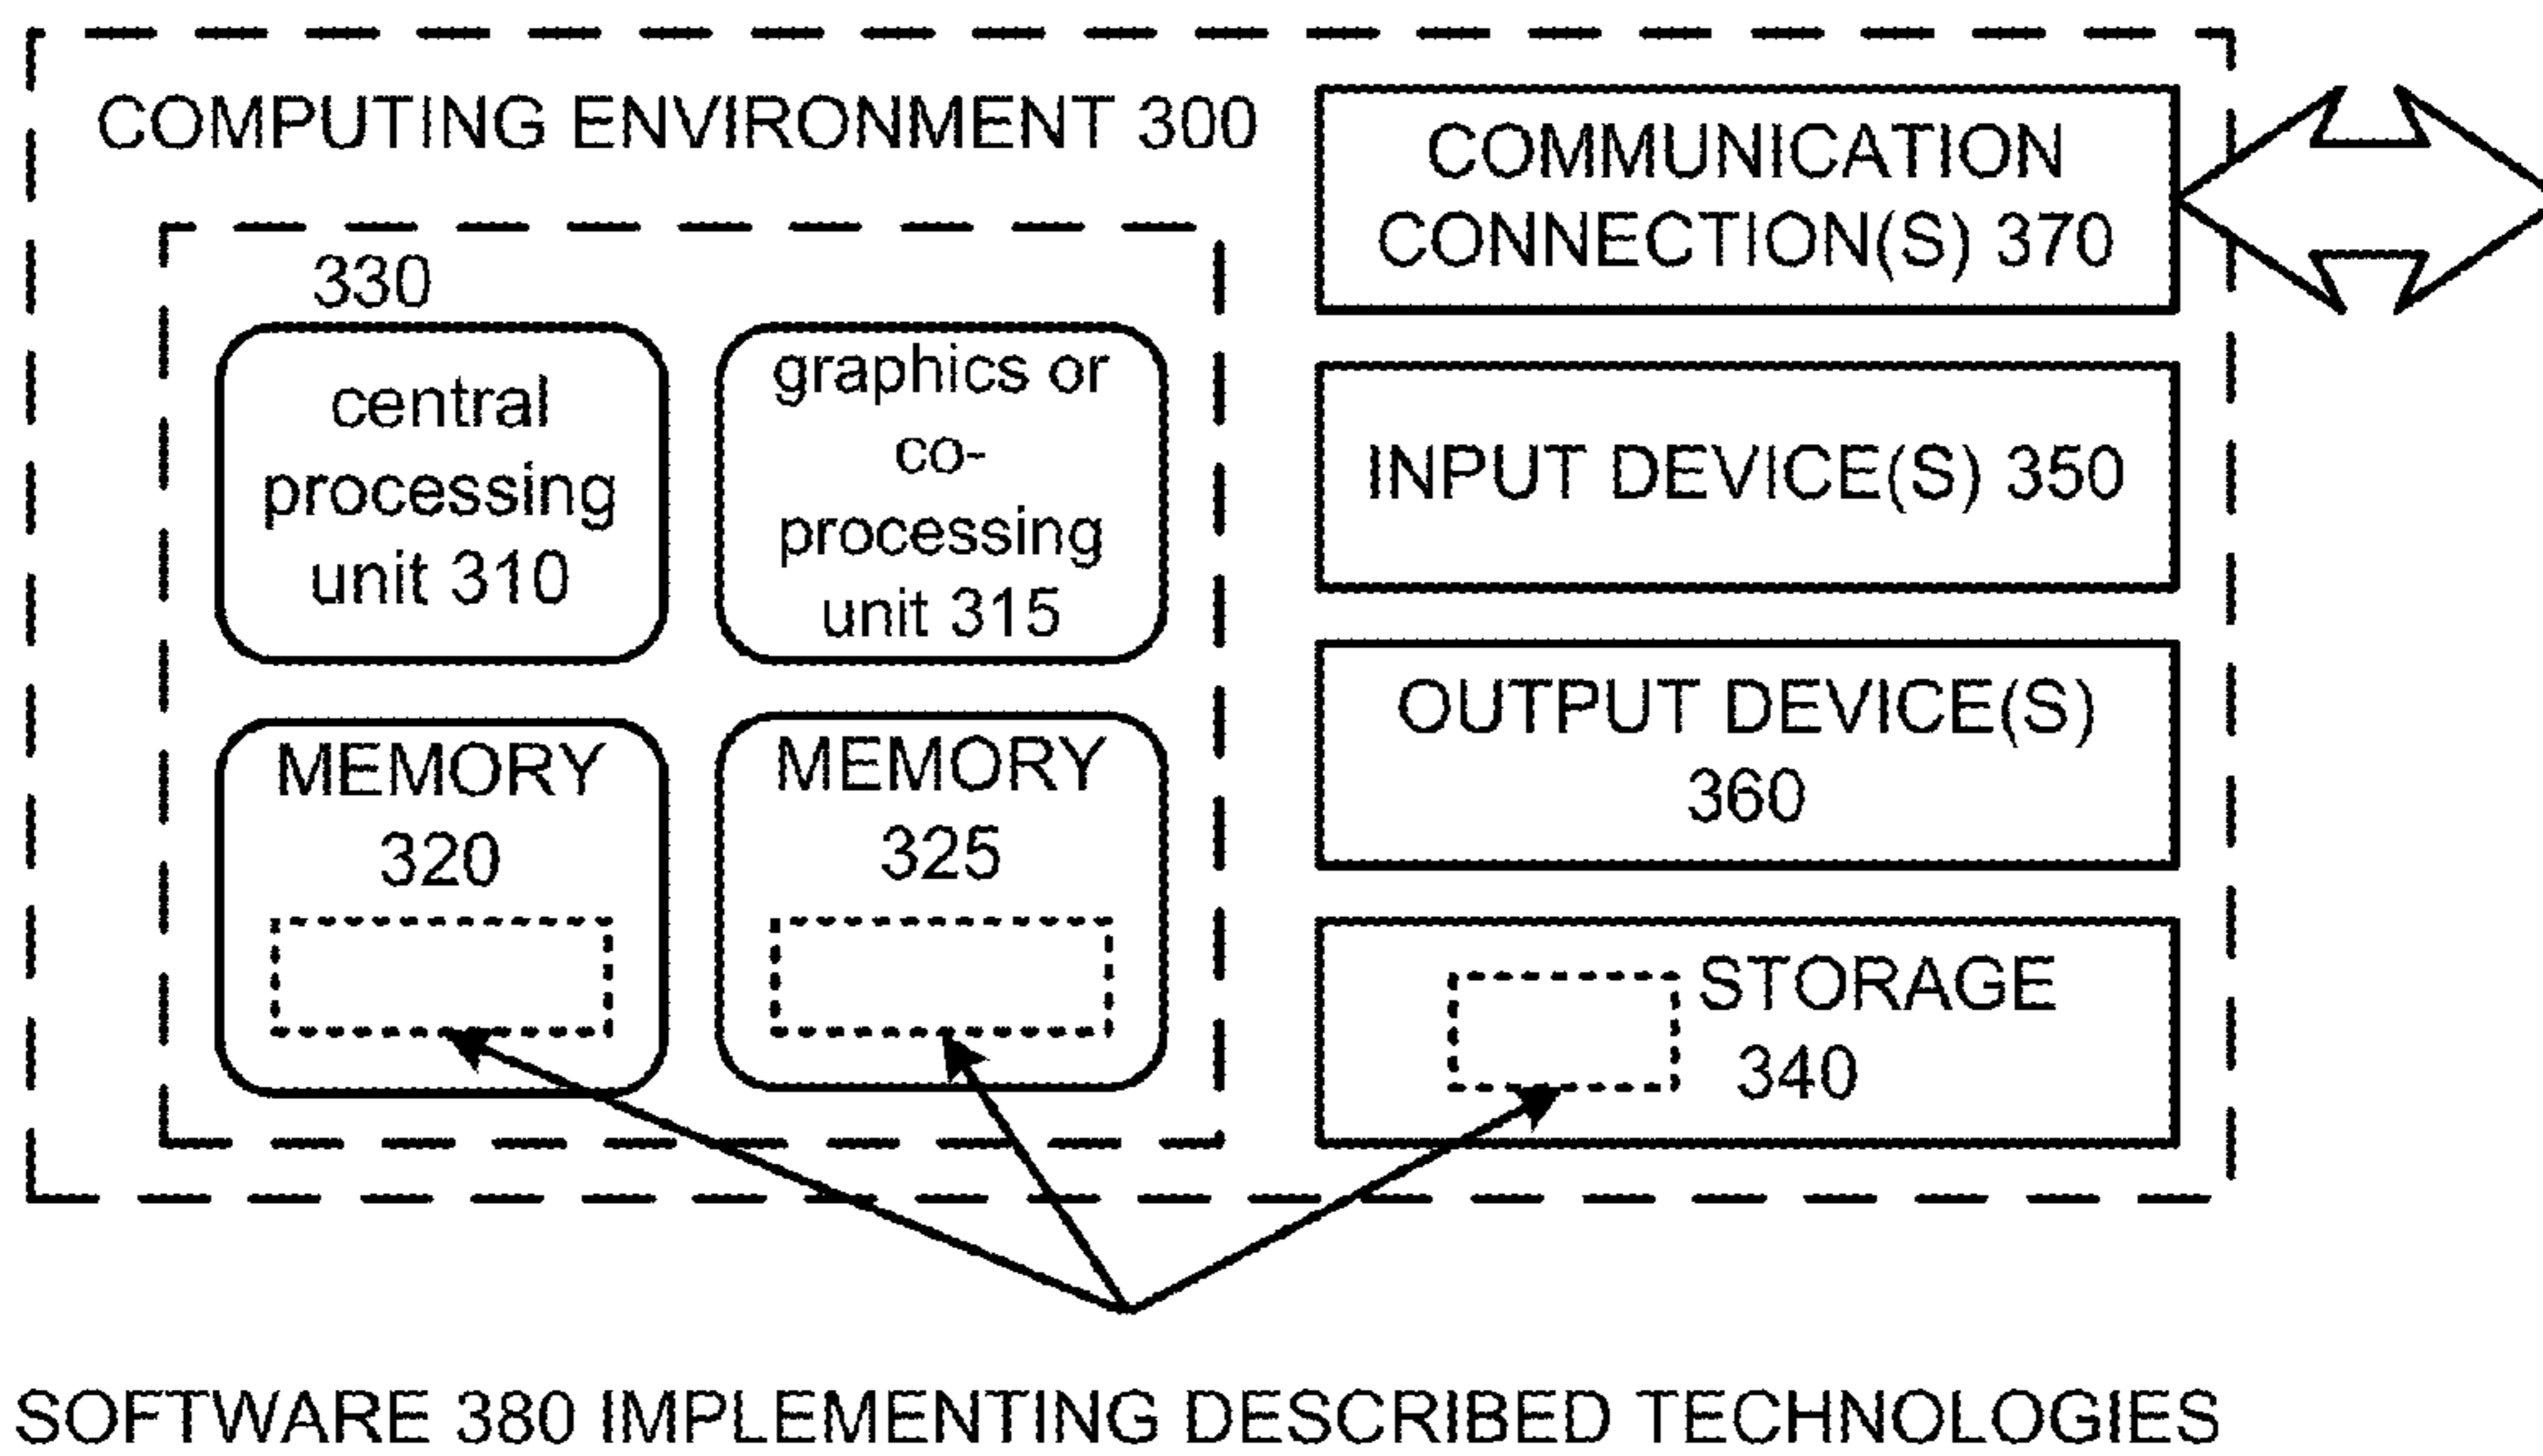 COMPUTING ENVIRONMENT 300
330
central
processing
unit 310
graphics or
co-
processing
unit 315
MEMORY
320
MEMORY
325
COMMUNICATION
CONNECTION(S) 370
INPUT DEVICE(S) 350
OUTPUT DEVICE(S)
360
STORAGE
340
SOFTWARE 380 IMPLEMENTING DESCRIBED TECHNOLOGIES